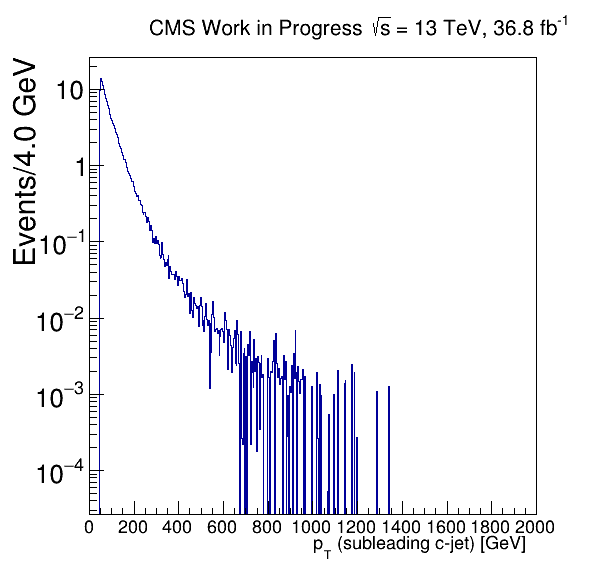 CMS Work in Progress √s = 13 TeV, 36.8 fb⁻¹
Events/4.0 GeV
10
1
10⁻¹
10⁻²
10⁻³
10⁻⁴
0 200 400 600 800 1000 1200 1400 1600 1800 2000
p_T (subleading c-jet) [GeV]